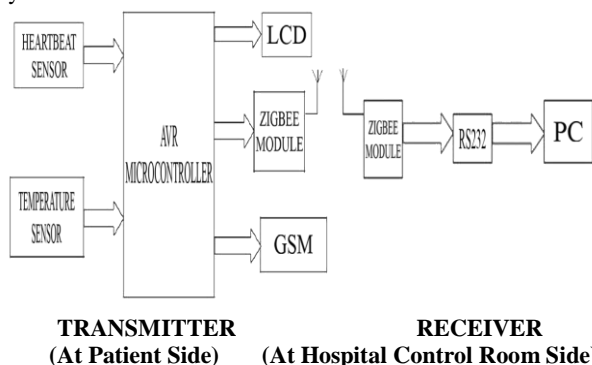 y
HEARTBEAT
SENSOR
TEMPERATURE
SENSOR
AVR
MICROCONTROLLER
LCD
ZIGBEE
MODULE
GSM
ZIGBEE
MODULE
RS232
PC
TRANSMITTER
(At Patient Side)
RECEIVER
(At Hospital Control Room Side)